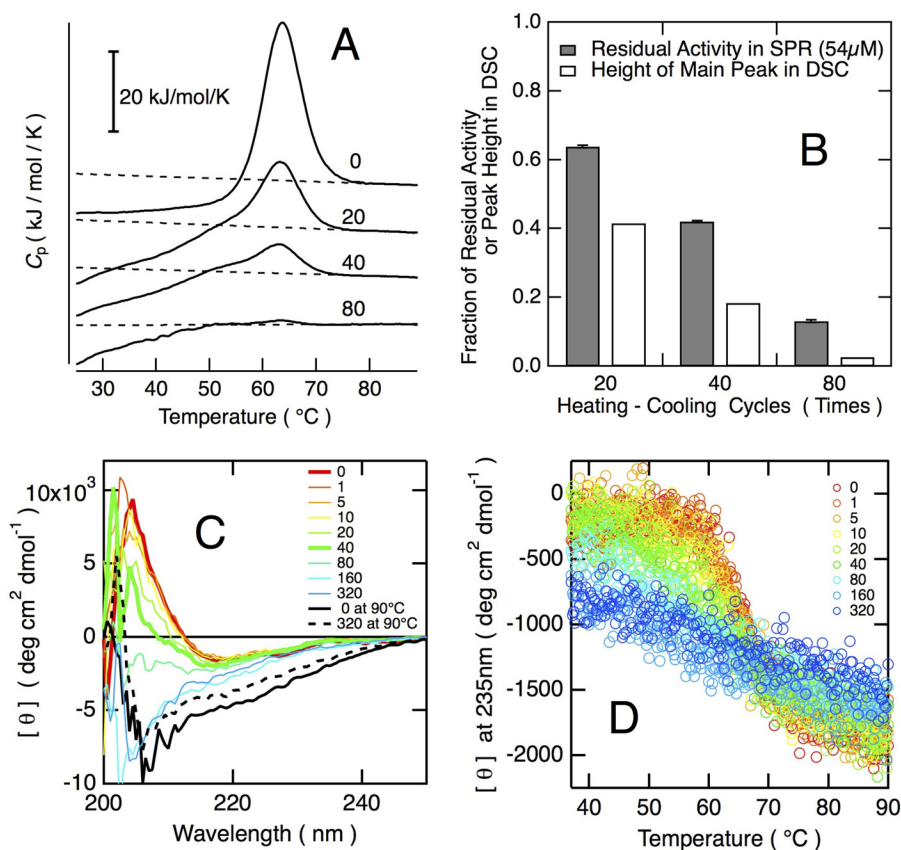 A
20 kJ/mol/K
0
20
40
80
Cp ( kJ / mol / K )
30 40 50 60 70 80
Temperature ( °C )
B
Residual Activity in SPR (54μM)
Height of Main Peak in DSC
Fraction of Residual Activity
or Peak Height in DSC
0.8
0.6
0.4
0.2
0.0
20 40 80
Heating - Cooling Cycles ( Times )
C
0
1
5
10
20
40
80
160
320
0 at 90°C
320 at 90°C
[ θ ] ( deg cm² dmol⁻¹ )
10x10³
5
0
-5
-10
200 220 240
Wavelength ( nm )
D
0
1
5
10
20
40
80
160
320
[ θ ] at 235nm ( deg cm² dmol⁻¹ )
0
-500
-1000
-1500
-2000
40 50 60 70 80 90
Temperature ( °C )